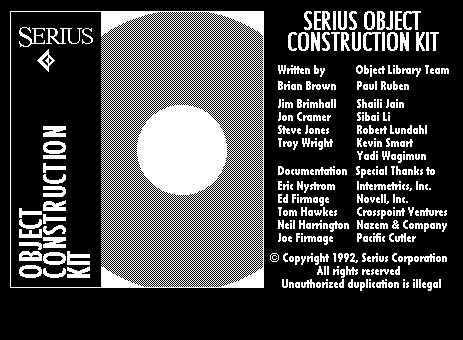 SERIUS
OBJECT
CONSTRUCTION
KIT
SERIUS OBJECT
CONSTRUCTION KIT
Written by Object Library Team
Brian Brown Paul Ruben
Jim Brimhall Shaili Jain
Jon Cramer Sibai Li
Steve Jones Robert Lundahl
Troy Wright Kevin Smart
Yadi Wagimun
Documentation Special Thanks to
Eric Nystrom Intermetrics, Inc.
Ed Firmage Novell, Inc.
Tom Hawkes Crosspoint Ventures
Neil Harrington Nazem & Company
Joe Firmage Pacific Cutler
© Copyright 1992, Serius Corporation
All rights reserved
Unauthorized duplication is illegal